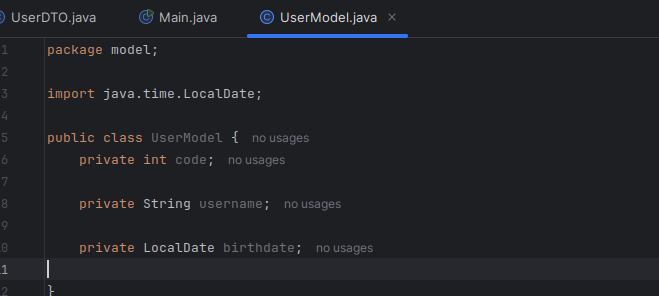 UserDTO.java Main.java UserModel.java ×
1 package model;
2
3 import java.time.LocalDate;
4
5 public class UserModel { no usages
6 private int code; no usages
7
8 private String username; no usages
9
0 private LocalDate birthdate; no usages
1
2 }